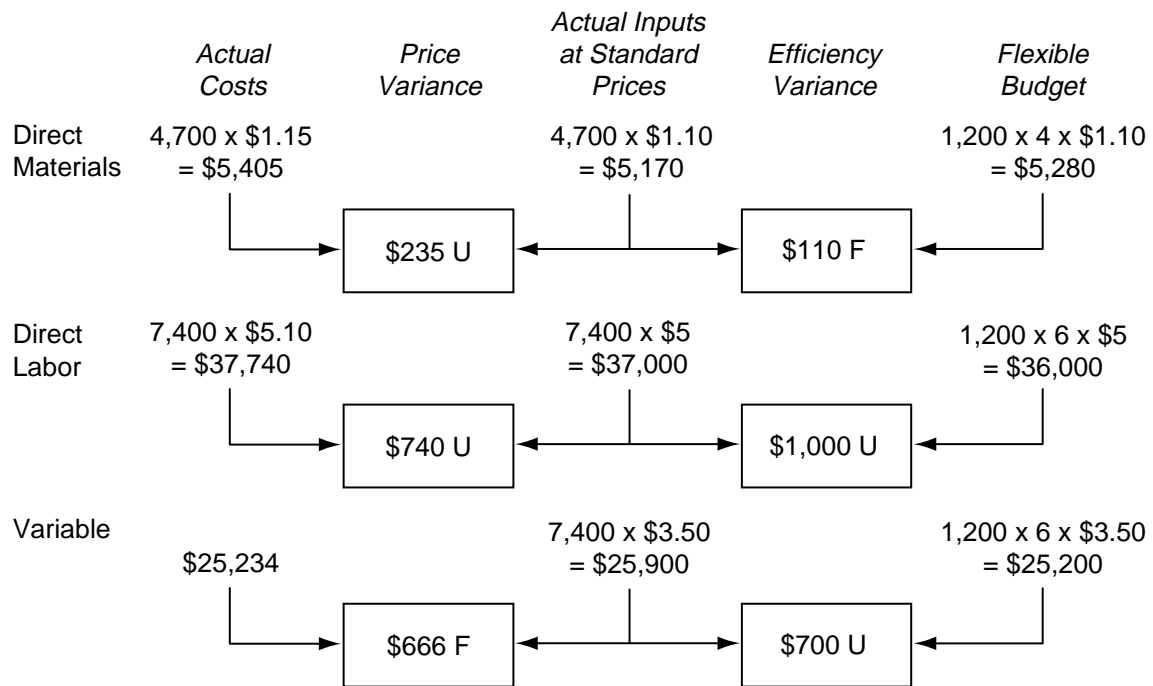 Actual
Costs
Price
Variance
Actual Inputs
at Standard
Prices
Efficiency
Variance
Flexible
Budget
Direct
Materials
4,700 x $1.15
= $5,405
4,700 x $1.10
= $5,170
1,200 x 4 x $1.10
= $5,280
$235 U
$110 F
Direct
Labor
7,400 x $5.10
= $37,740
7,400 x $5
= $37,000
1,200 x 6 x $5
= $36,000
$740 U
$1,000 U
Variable
$25,234
7,400 x $3.50
= $25,900
1,200 x 6 x $3.50
= $25,200
$666 F
$700 U